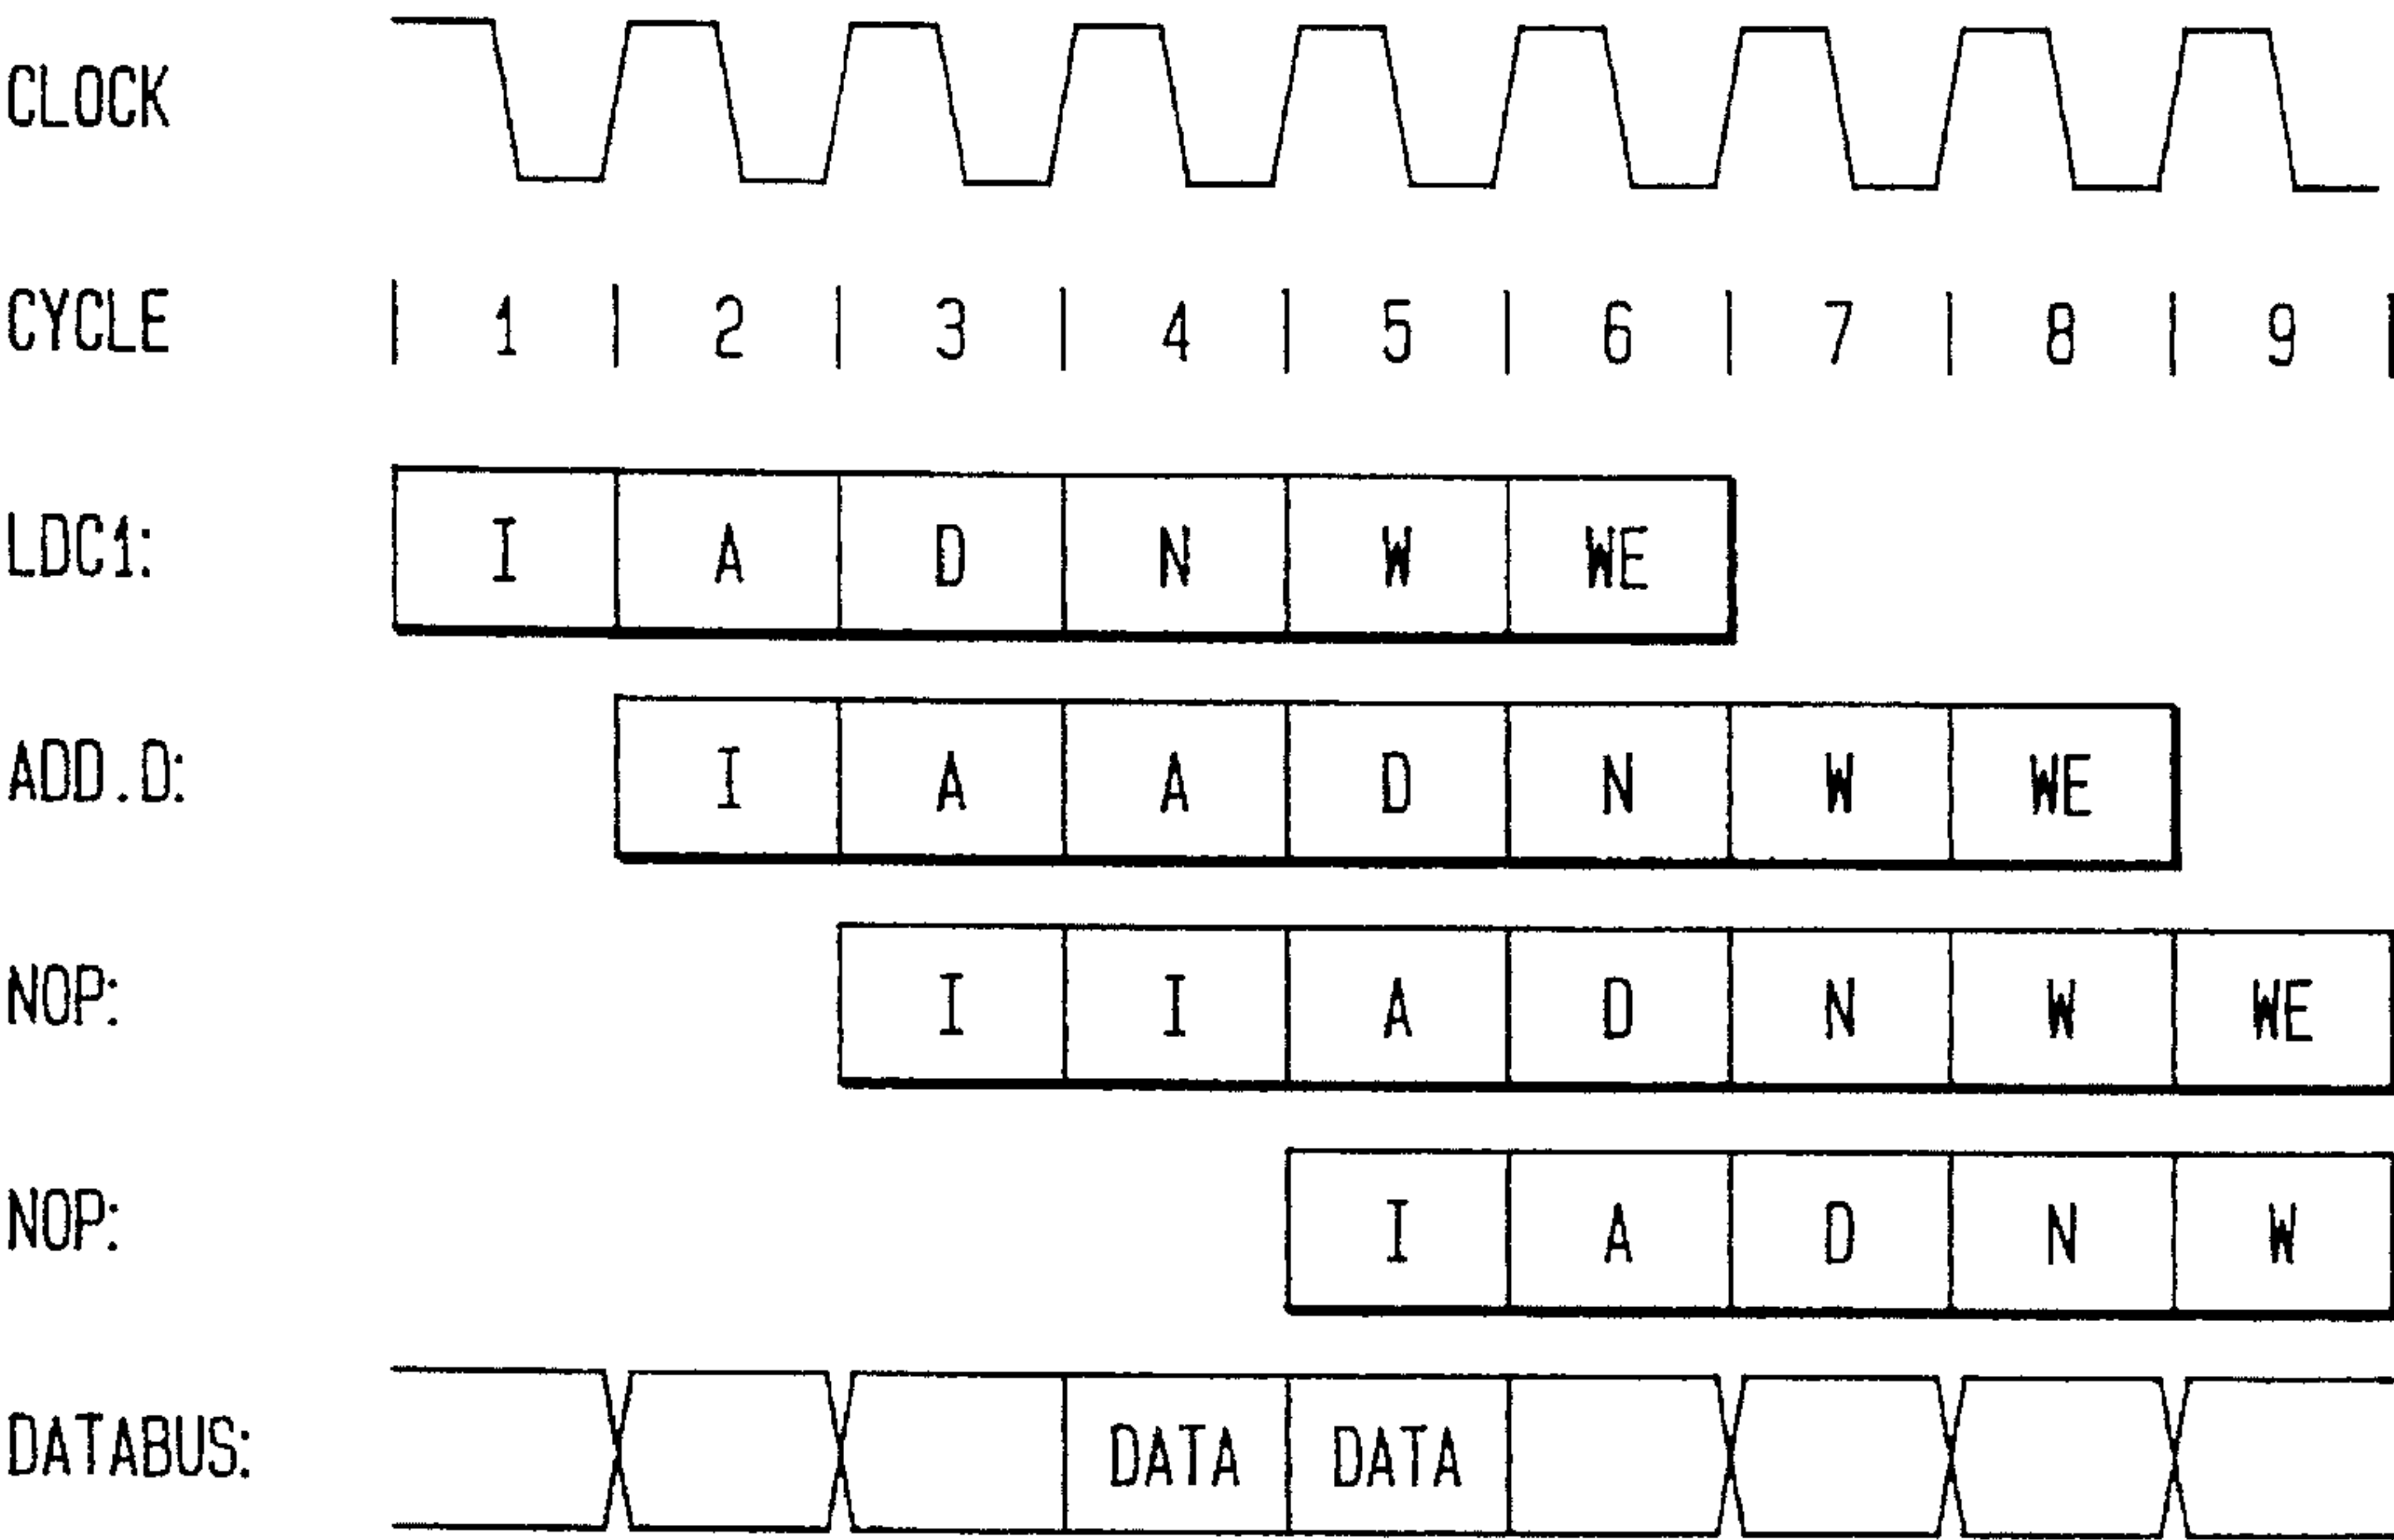 CLOCK
CYCLE | 1 | 2 | 3 | 4 | 5 | 6 | 7 | 8 | 9 |
LDC1: I A D N W WE
ADD.D: I A A D N W WE
NOP: I I A D N W WE
NOP: I A D N W
DATABUS: DATA DATA